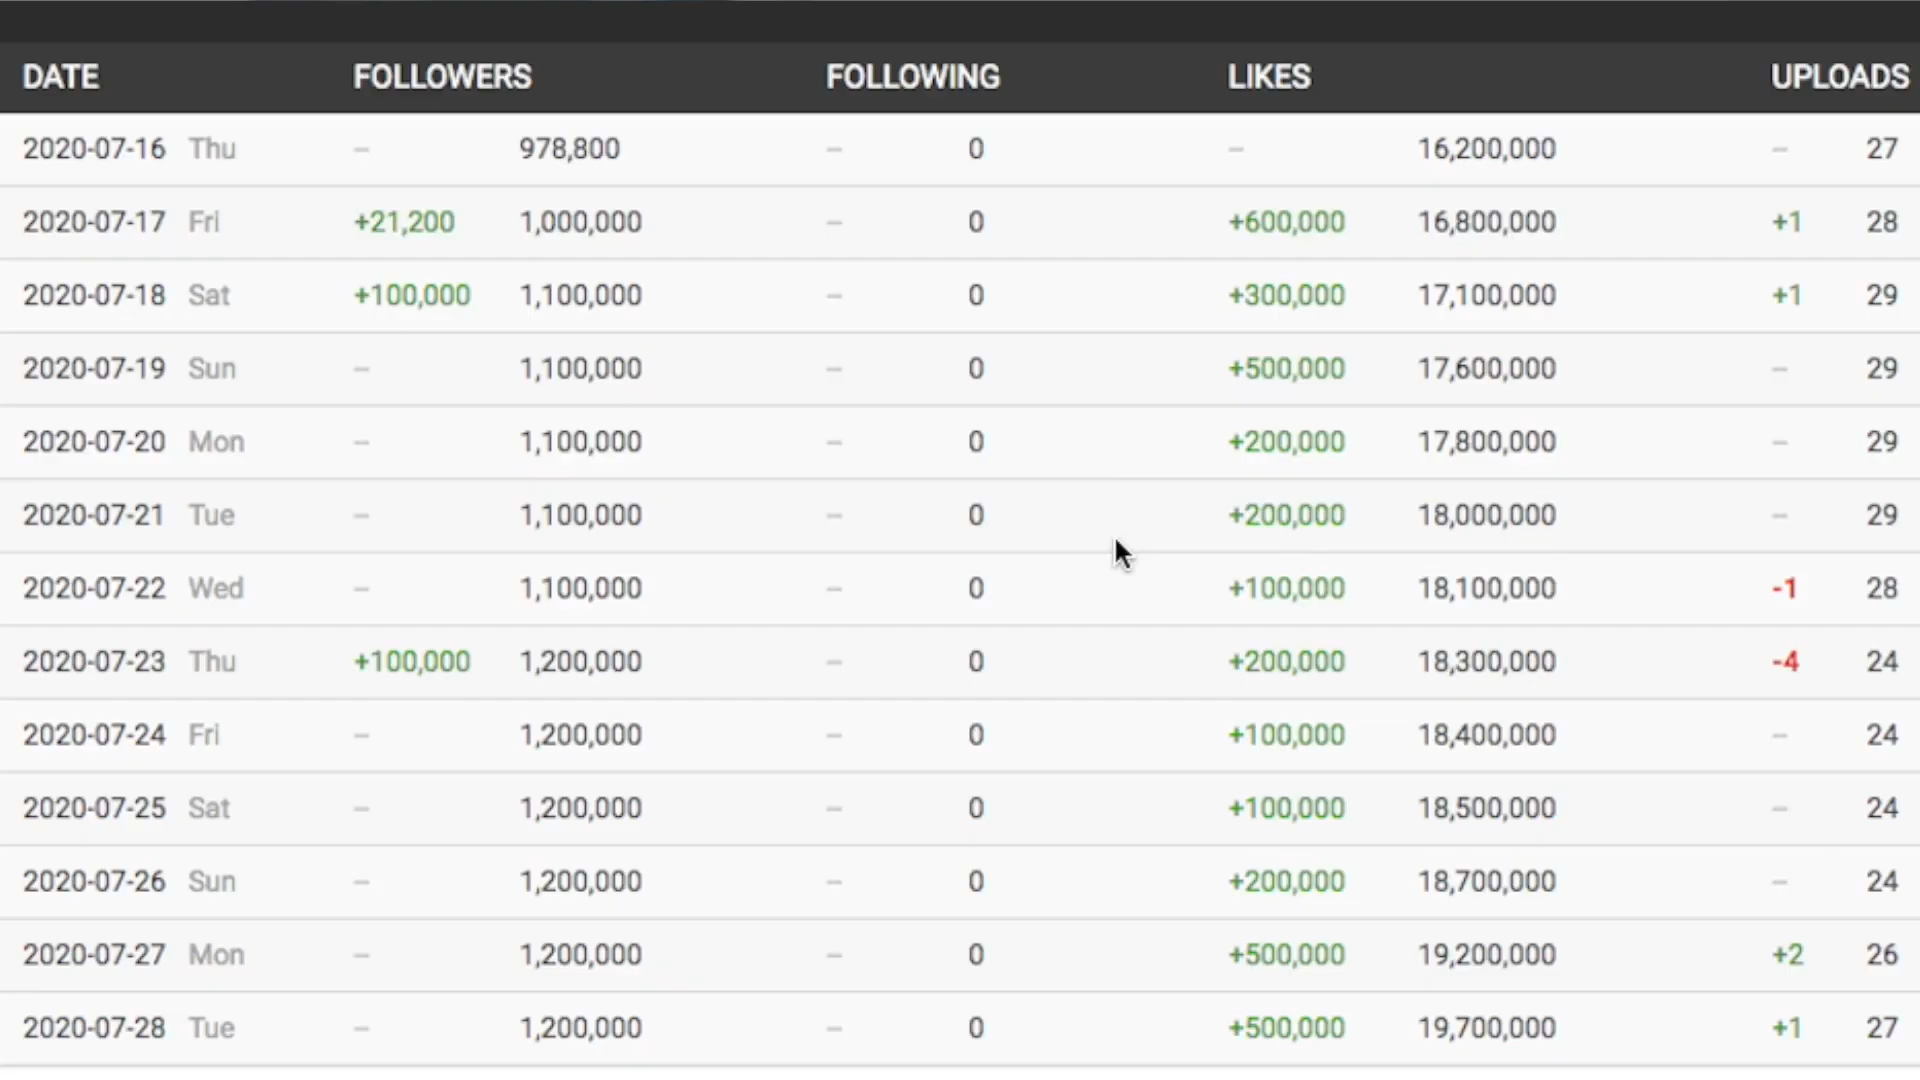 DATE FOLLOWERS FOLLOWING LIKES UPLOADS
2020-07-16 Thu – 978,800 – 0 – 16,200,000 – 27
2020-07-17 Fri +21,200 1,000,000 – 0 +600,000 16,800,000 +1 28
2020-07-18 Sat +100,000 1,100,000 – 0 +300,000 17,100,000 +1 29
2020-07-19 Sun – 1,100,000 – 0 +500,000 17,600,000 – 29
2020-07-20 Mon – 1,100,000 – 0 +200,000 17,800,000 – 29
2020-07-21 Tue – 1,100,000 – 0 +200,000 18,000,000 – 29
2020-07-22 Wed – 1,100,000 – 0 +100,000 18,100,000 -1 28
2020-07-23 Thu +100,000 1,200,000 – 0 +200,000 18,300,000 -4 24
2020-07-24 Fri – 1,200,000 – 0 +100,000 18,400,000 – 24
2020-07-25 Sat – 1,200,000 – 0 +100,000 18,500,000 – 24
2020-07-26 Sun – 1,200,000 – 0 +200,000 18,700,000 – 24
2020-07-27 Mon – 1,200,000 – 0 +500,000 19,200,000 +2 26
2020-07-28 Tue – 1,200,000 – 0 +500,000 19,700,000 +1 27